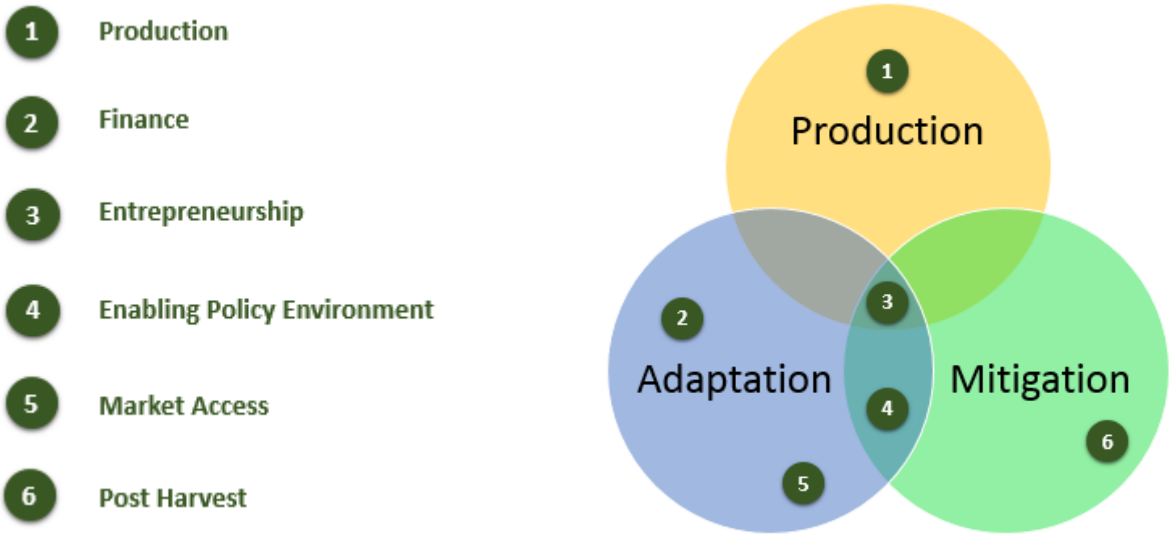 1 Production
2 Finance
3 Entrepreneurship
4 Enabling Policy Environment
5 Market Access
6 Post Harvest
1
Production
3
2
Adaptation
Mitigation
4
6
5